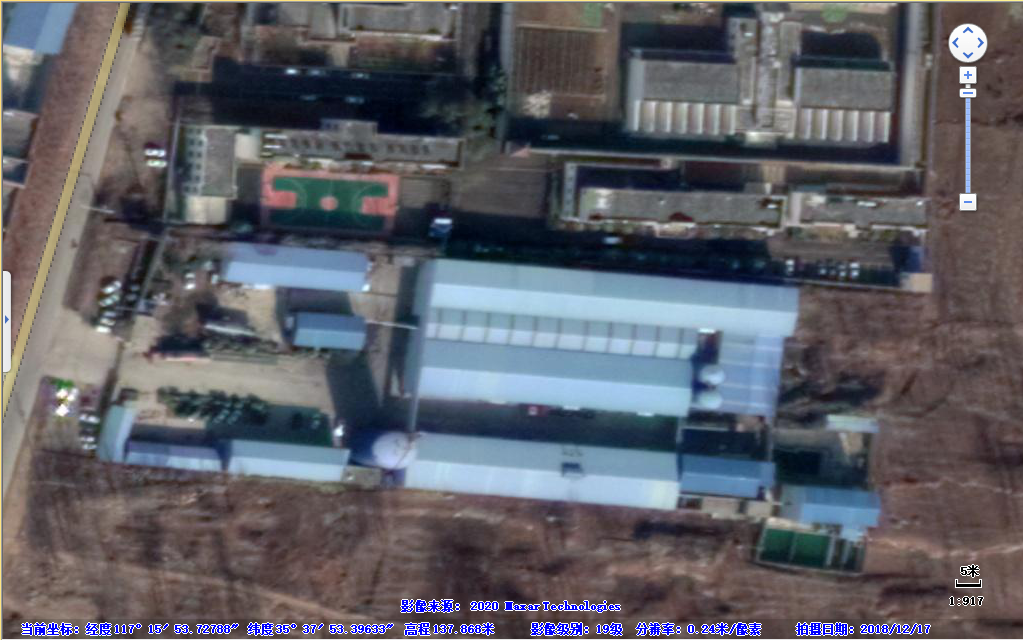 5米
1:917
影像来源: 2020 Maxar Technologies
当前坐标: 经度117° 15′ 53.72788″ 纬度35° 37′ 53.39633″ 高程137.868米 影像级别: 19级 分辨率: 0.24米/像素 拍摄日期: 2018/12/17